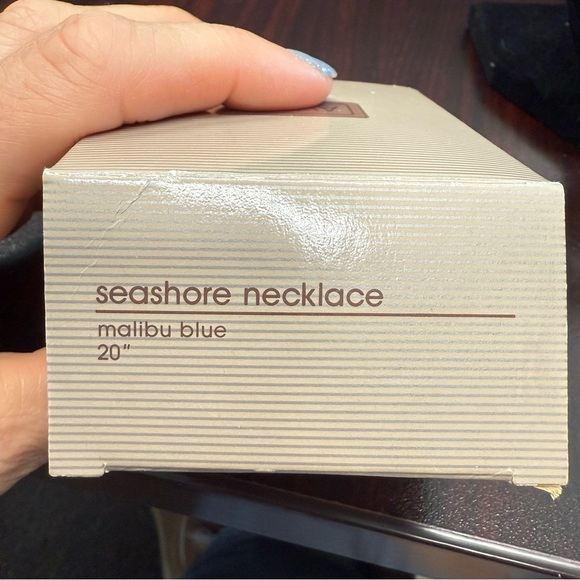 seashore necklace
malibu blue
20"